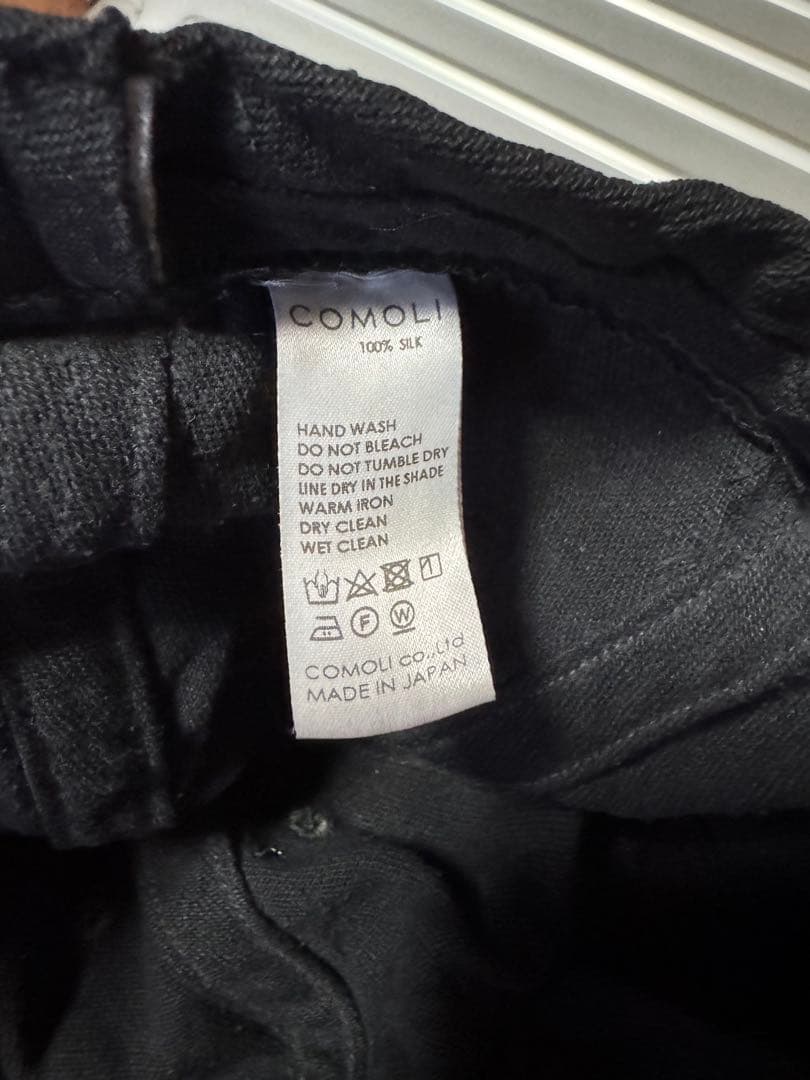 COMOLI
100% SILK
HAND WASH
DO NOT BLEACH
DO NOT TUMBLE DRY
LINE DRY IN THE SHADE
WARM IRON
DRY CLEAN
WET CLEAN
F W
COMOLI co.,Ltd
MADE IN JAPAN